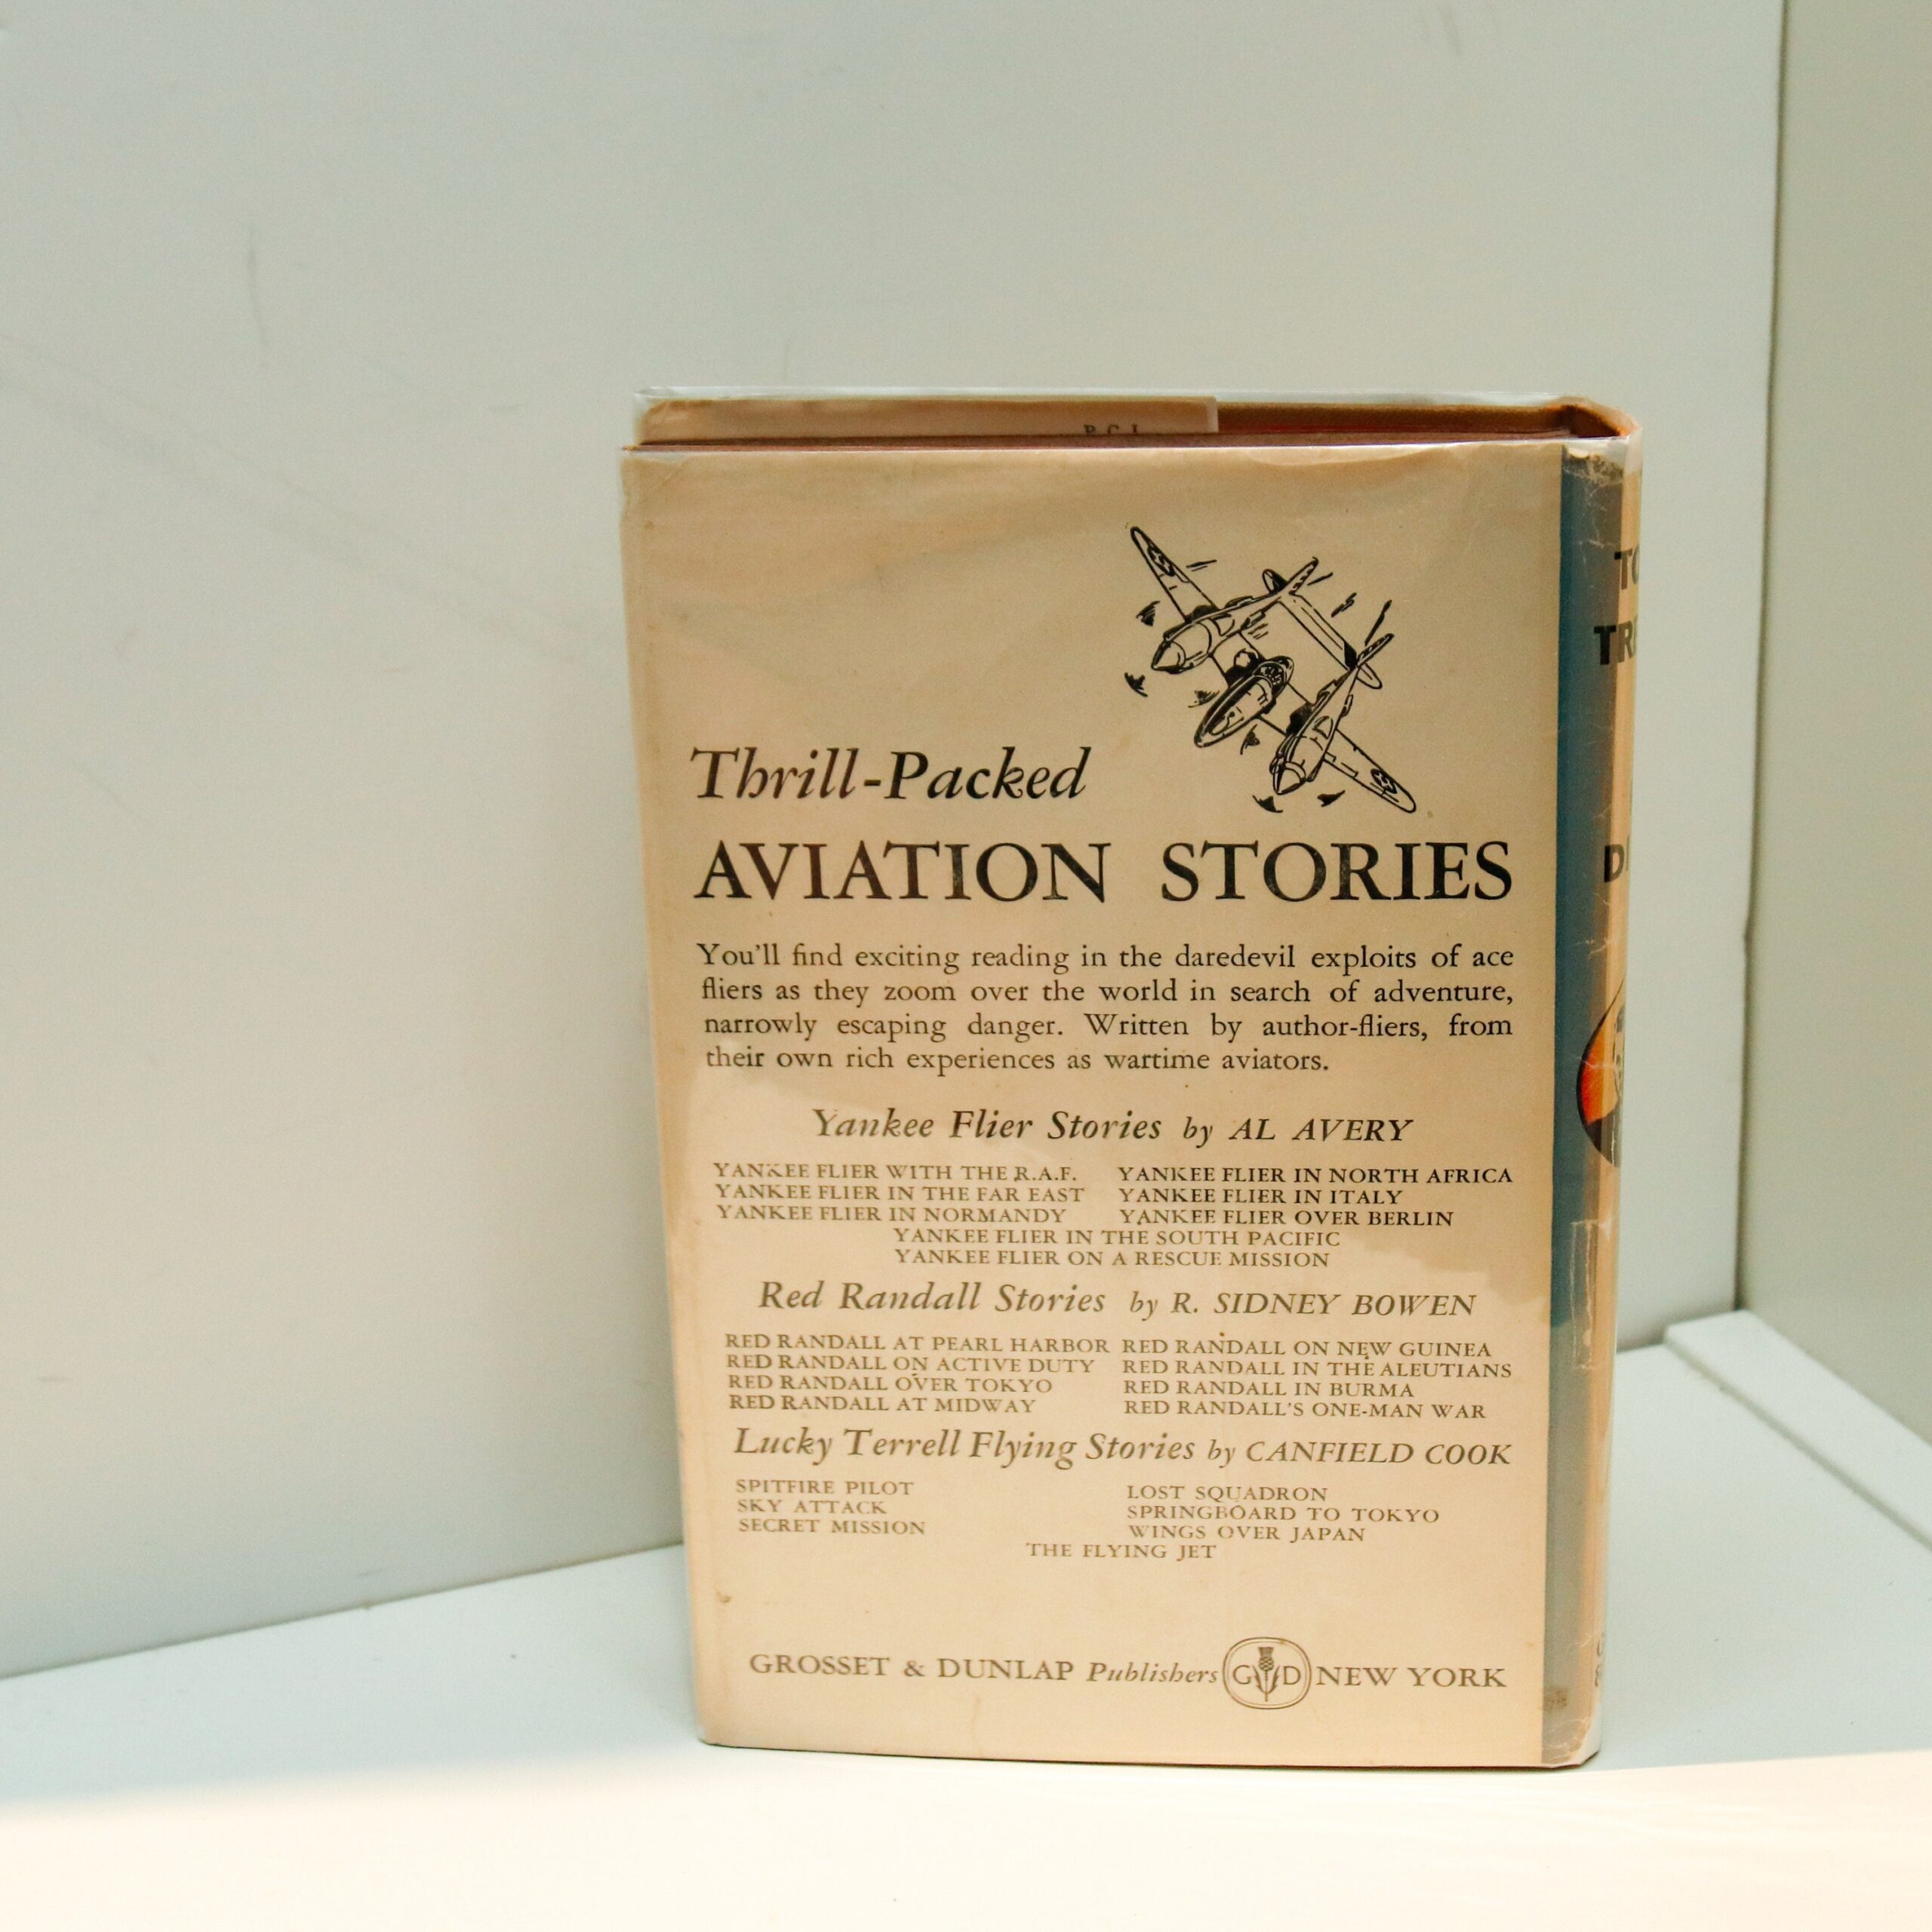 P.C.L
Thrill-Packed
AVIATION STORIES
You'll find exciting reading in the daredevil exploits of ace
fliers as they zoom over the world in search of adventure,
narrowly escaping danger. Written by author-fliers, from
their own rich experiences as wartime aviators.
Yankee Flier Stories by AL AVERY
YANKEE FLIER WITH THE R.A.F. YANKEE FLIER IN NORTH AFRICA
YANKEE FLIER IN THE FAR EAST YANKEE FLIER IN ITALY
YANKEE FLIER IN NORMANDY YANKEE FLIER OVER BERLIN
YANKEE FLIER IN THE SOUTH PACIFIC
YANKEE FLIER ON A RESCUE MISSION
Red Randall Stories by R. SIDNEY BOWEN
RED RANDALL AT PEARL HARBOR RED RANDALL ON NEW GUINEA
RED RANDALL ON ACTIVE DUTY RED RANDALL IN THE ALEUTIANS
RED RANDALL OVER TOKYO RED RANDALL IN BURMA
RED RANDALL AT MIDWAY RED RANDALL'S ONE-MAN WAR
Lucky Terrell Flying Stories by CANFIELD COOK
SPITFIRE PILOT LOST SQUADRON
SKY ATTACK SPRINGBOARD TO TOKYO
SECRET MISSION WINGS OVER JAPAN
THE FLYING JET
GROSSET & DUNLAP Publishers G D NEW YORK